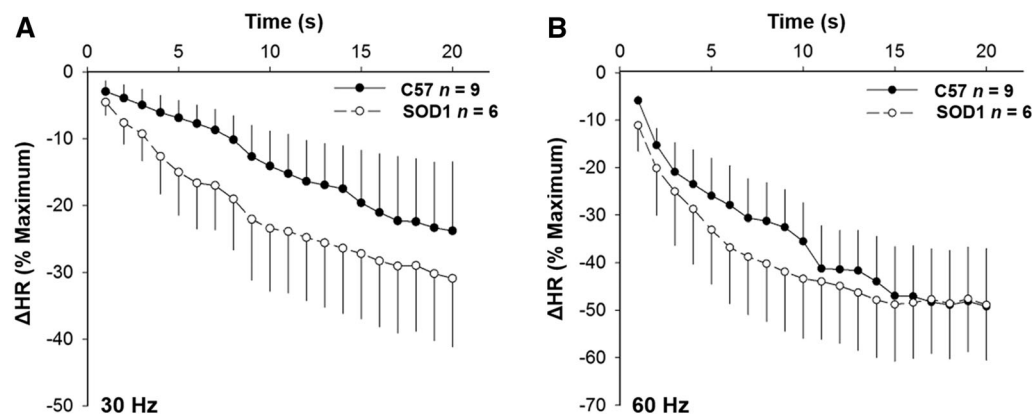 A
Time (s)
0 5 10 15 20
0
-10
-20
-30
-40
-50
ΔHR (% Maximum)
C57 n = 9
SOD1 n = 6
30 Hz
B
Time (s)
0 5 10 15 20
0
-10
-20
-30
-40
-50
-60
-70
ΔHR (% Maximum)
C57 n = 9
SOD1 n = 6
60 Hz